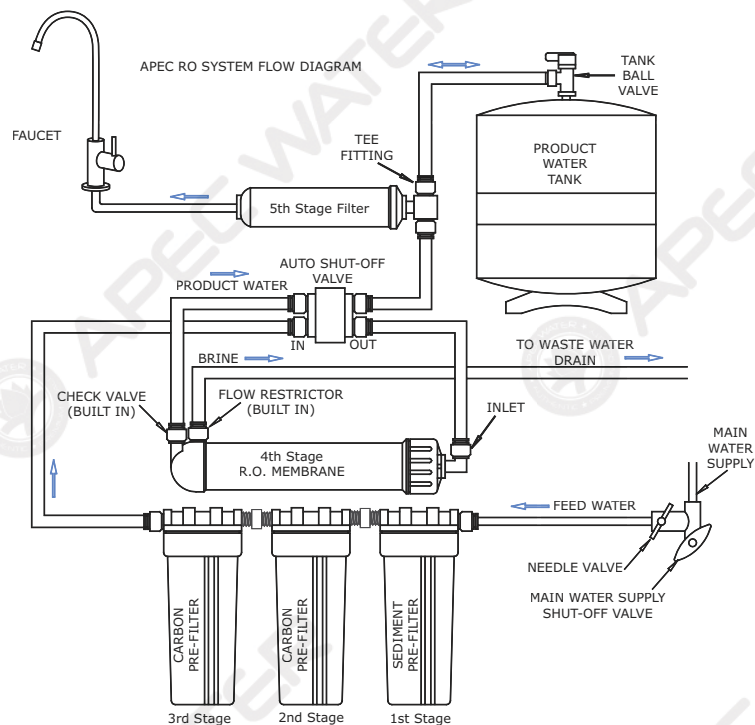 APEC RO SYSTEM FLOW DIAGRAM
TANK
BALL
VALVE
FAUCET
TEE
FITTING
PRODUCT
WATER
TANK
5th Stage Filter
AUTO SHUT-OFF
VALVE
PRODUCT WATER
IN
OUT
TO WASTE WATER
DRAIN
BRINE
CHECK VALVE
(BUILT IN)
FLOW RESTRICTOR
(BUILT IN)
INLET
4th Stage
R.O. MEMBRANE
MAIN
WATER
SUPPLY
FEED WATER
NEEDLE VALVE
MAIN WATER SUPPLY
SHUT-OFF VALVE
CARBON
PRE-FILTER
CARBON
PRE-FILTER
SEDIMENT
PRE-FILTER
3rd Stage
2nd Stage
1st Stage
APEC WATER